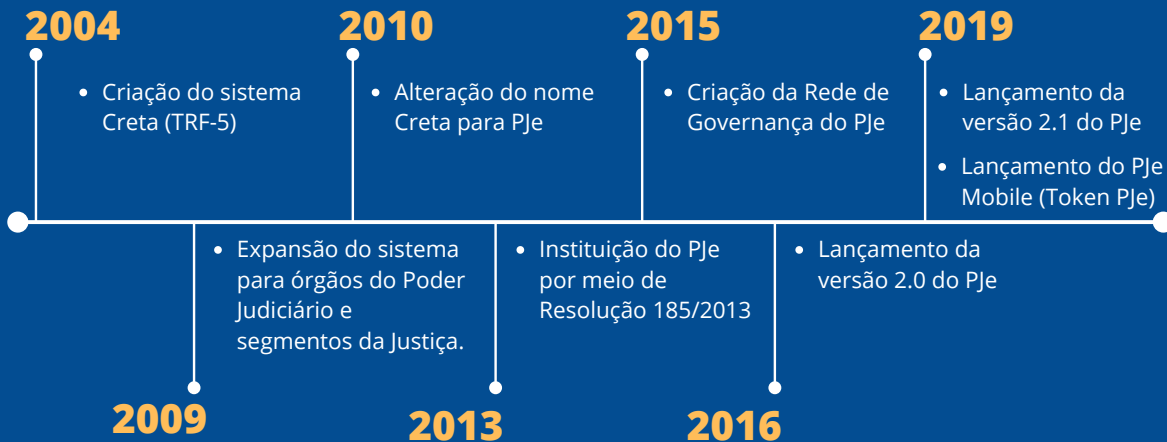 2004
• Criação do sistema
Creta (TRF-5)
2009
• Expansão do sistema
para órgãos do Poder
Judiciário e
segmentos da Justiça.
2010
• Alteração do nome
Creta para PJe
2013
• Instituição do PJe
por meio de
Resolução 185/2013
2015
• Criação da Rede de
Governança do PJe
2016
• Lançamento da
versão 2.0 do PJe
2019
• Lançamento da
versão 2.1 do PJe
• Lançamento do PJe
Mobile (Token PJe)